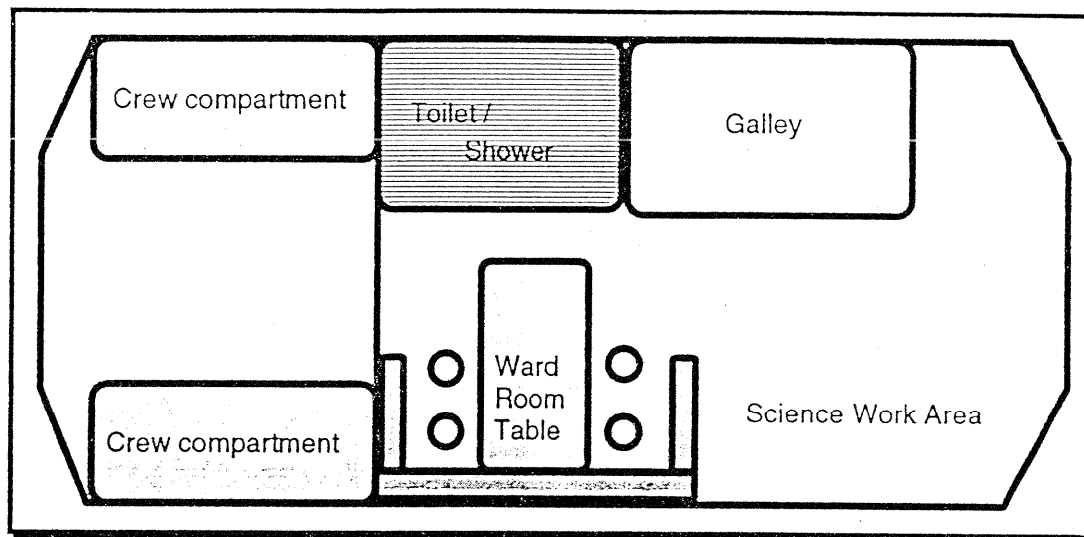 Crew compartment
Toilet /
Shower
Galley
Ward
Room
Table
Science Work Area
Crew compartment